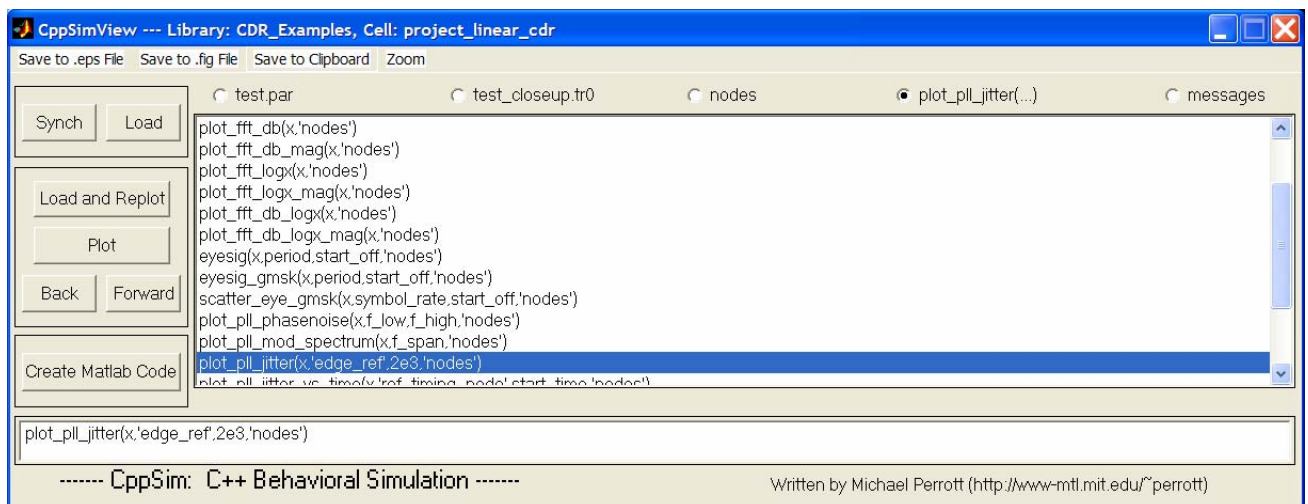 CppSimView --- Library: CDR_Examples, Cell: project_linear_cdr
Save to .eps File Save to .fig File Save to Clipboard Zoom
test.par test_closeup.tr0 nodes plot_pll_jitter(...) messages
Synch Load
Load and Replot
Plot
Back Forward
Create Matlab Code
plot_fft_db(x,'nodes')
plot_fft_db_mag(x,'nodes')
plot_fft_logx(x,'nodes')
plot_fft_logx_mag(x,'nodes')
plot_fft_db_logx(x,'nodes')
plot_fft_db_logx_mag(x,'nodes')
eyesig(x,period,start_off,'nodes')
eyesig_gmsk(x,period,start_off,'nodes')
scatter_eye_gmsk(x,symbol_rate,start_off,'nodes')
plot_pll_phasenoise(x,f_low,f_high,'nodes')
plot_pll_mod_spectrum(x,f_span,'nodes')
plot_pll_jitter(x,'edge_ref',2e3,'nodes')
plot_pll_jitter_vs_time(x,'ref_timing_node',start_time,'nodes')
plot_pll_jitter(x,'edge_ref',2e3,'nodes')
------- CppSim: C++ Behavioral Simulation -------
Written by Michael Perrott (http://www-mtl.mit.edu/~perrott)